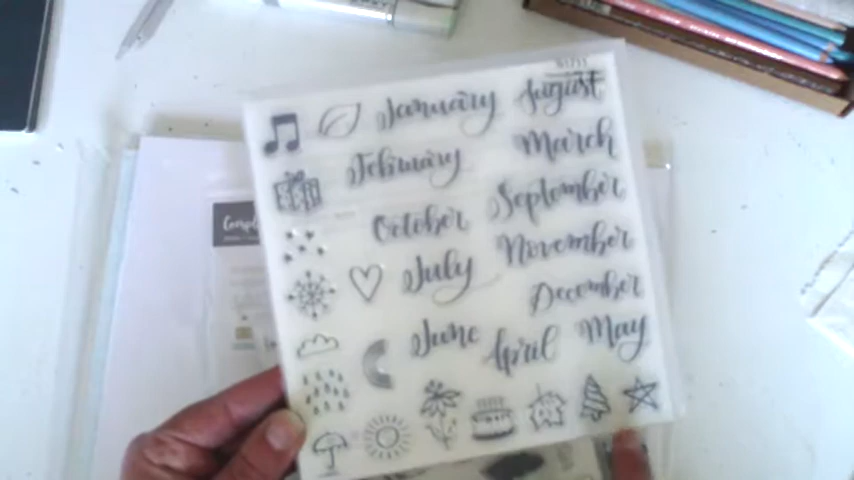 January August
February March
October September
July November
December
June April May